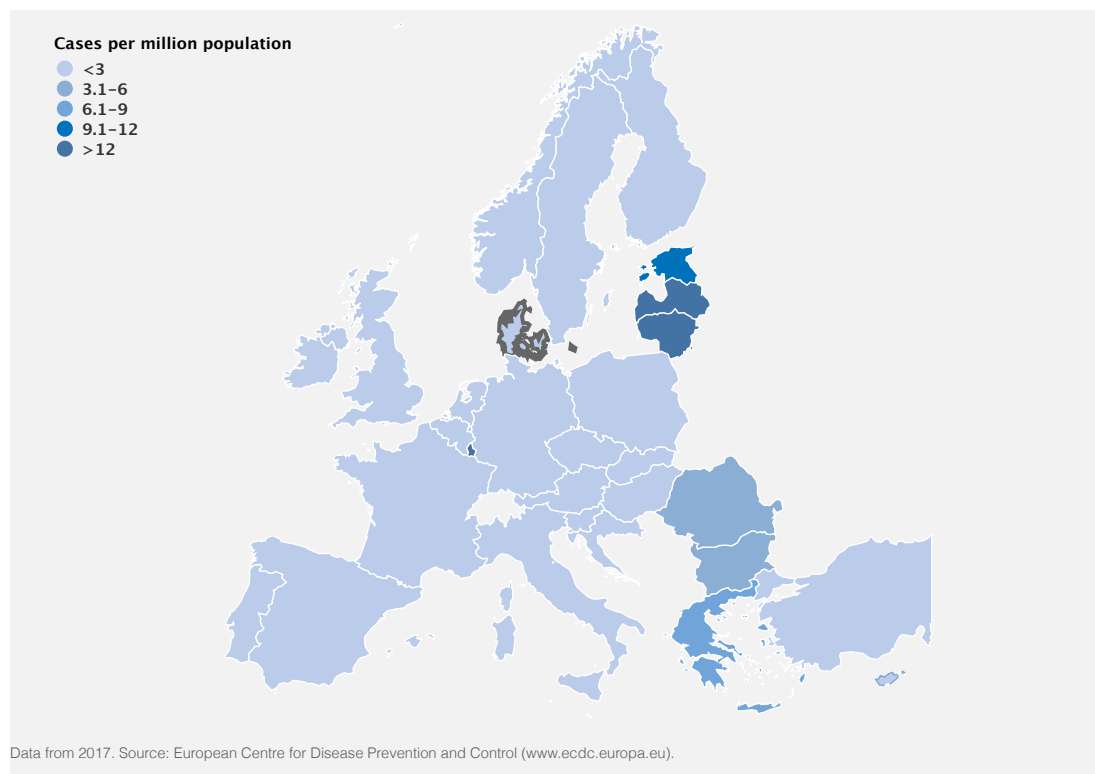 Cases per million population
<3
3.1–6
6.1–9
9.1–12
>12
Data from 2017. Source: European Centre for Disease Prevention and Control (www.ecdc.europa.eu).